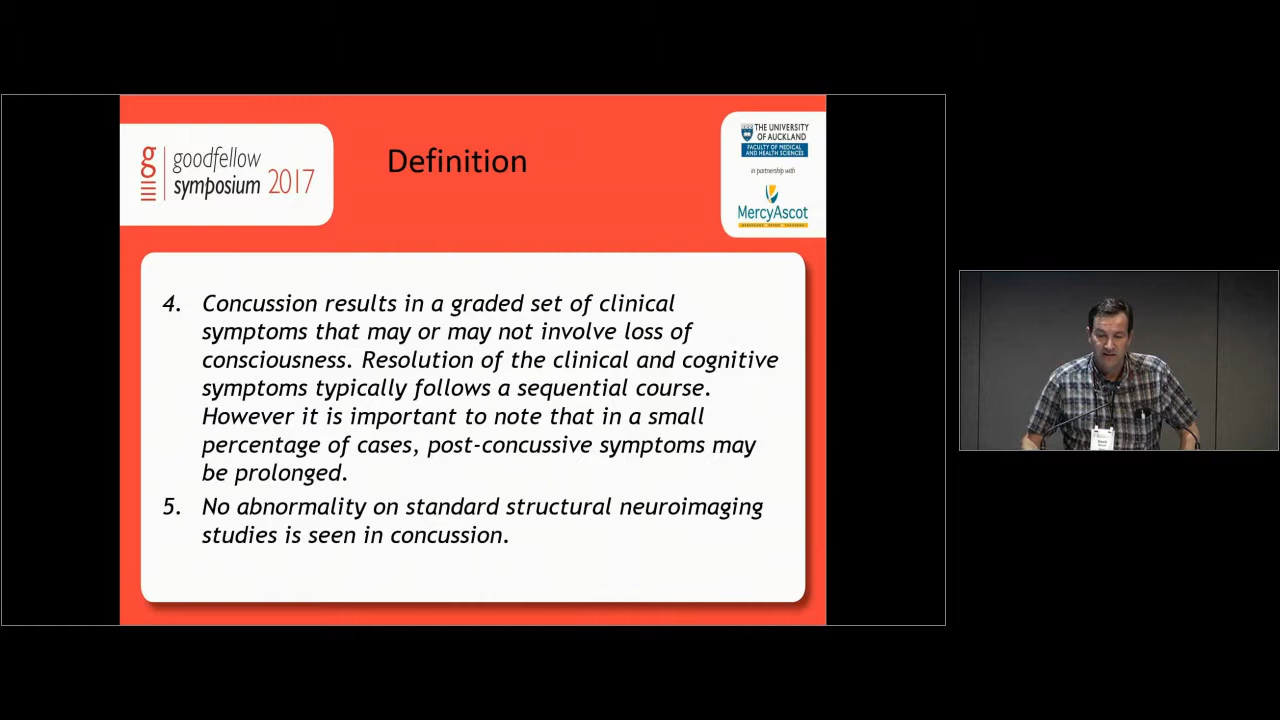 goodfellow
symposium 2017
Definition
THE UNIVERSITY
OF AUCKLAND
FACULTY OF MEDICAL
AND HEALTH SCIENCES
in partnership with
MercyAscot
4. Concussion results in a graded set of clinical
symptoms that may or may not involve loss of
consciousness. Resolution of the clinical and cognitive
symptoms typically follows a sequential course.
However it is important to note that in a small
percentage of cases, post-concussive symptoms may
be prolonged.
5. No abnormality on standard structural neuroimaging
studies is seen in concussion.